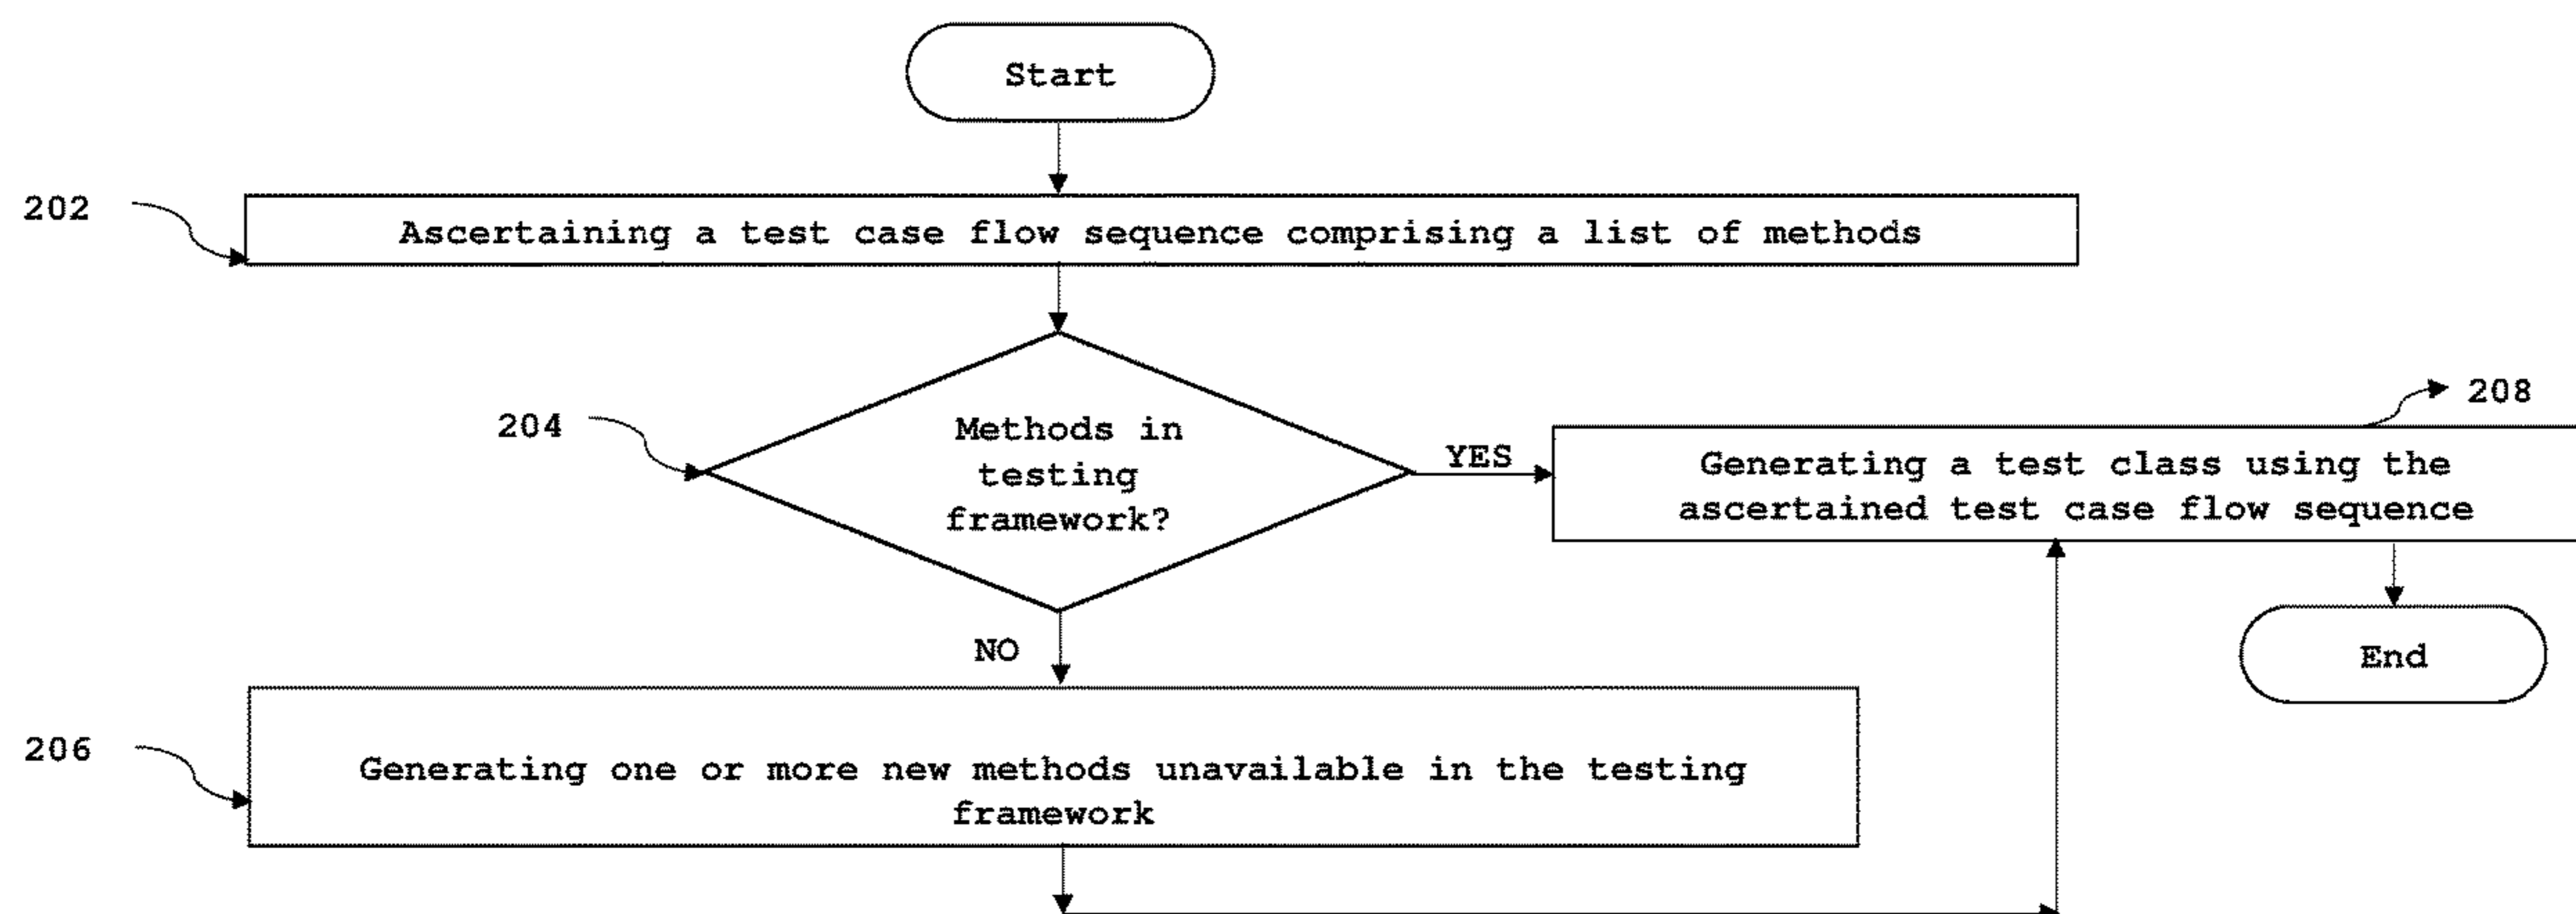 Start
202
Ascertaining a test case flow sequence comprising a list of methods
204
Methods in
testing
framework?
YES
208
Generating a test class using the
ascertained test case flow sequence
NO
End
206
Generating one or more new methods unavailable in the testing
framework